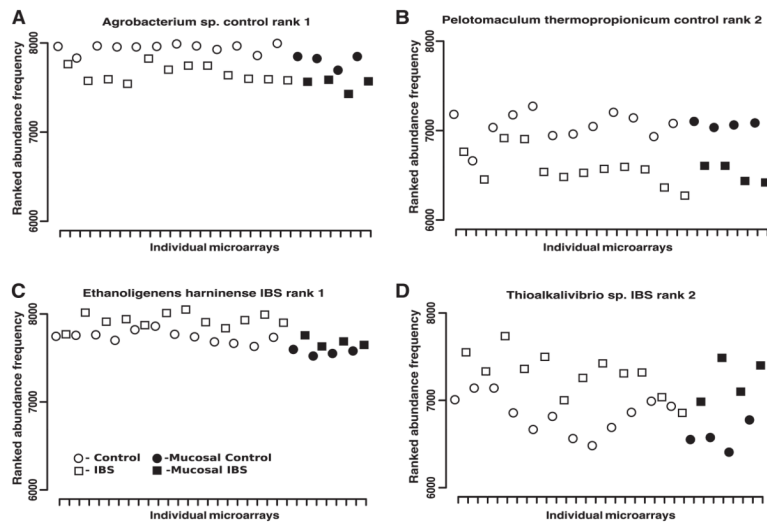 A
Agrobacterium sp. control rank 1
Ranked abundance frequency
8000
7000
6000
Individual microarrays
B
Pelotomaculum thermopropionicum control rank 2
Ranked abundance frequency
8000
7000
6000
Individual microarrays
C
Ethanoligenens harninense IBS rank 1
Ranked abundance frequency
8000
7000
6000
○- Control ●-Mucosal Control
□- IBS ■-Mucosal IBS
Individual microarrays
D
Thioalkalivibrio sp. IBS rank 2
Ranked abundance frequency
8000
7000
6000
Individual microarrays